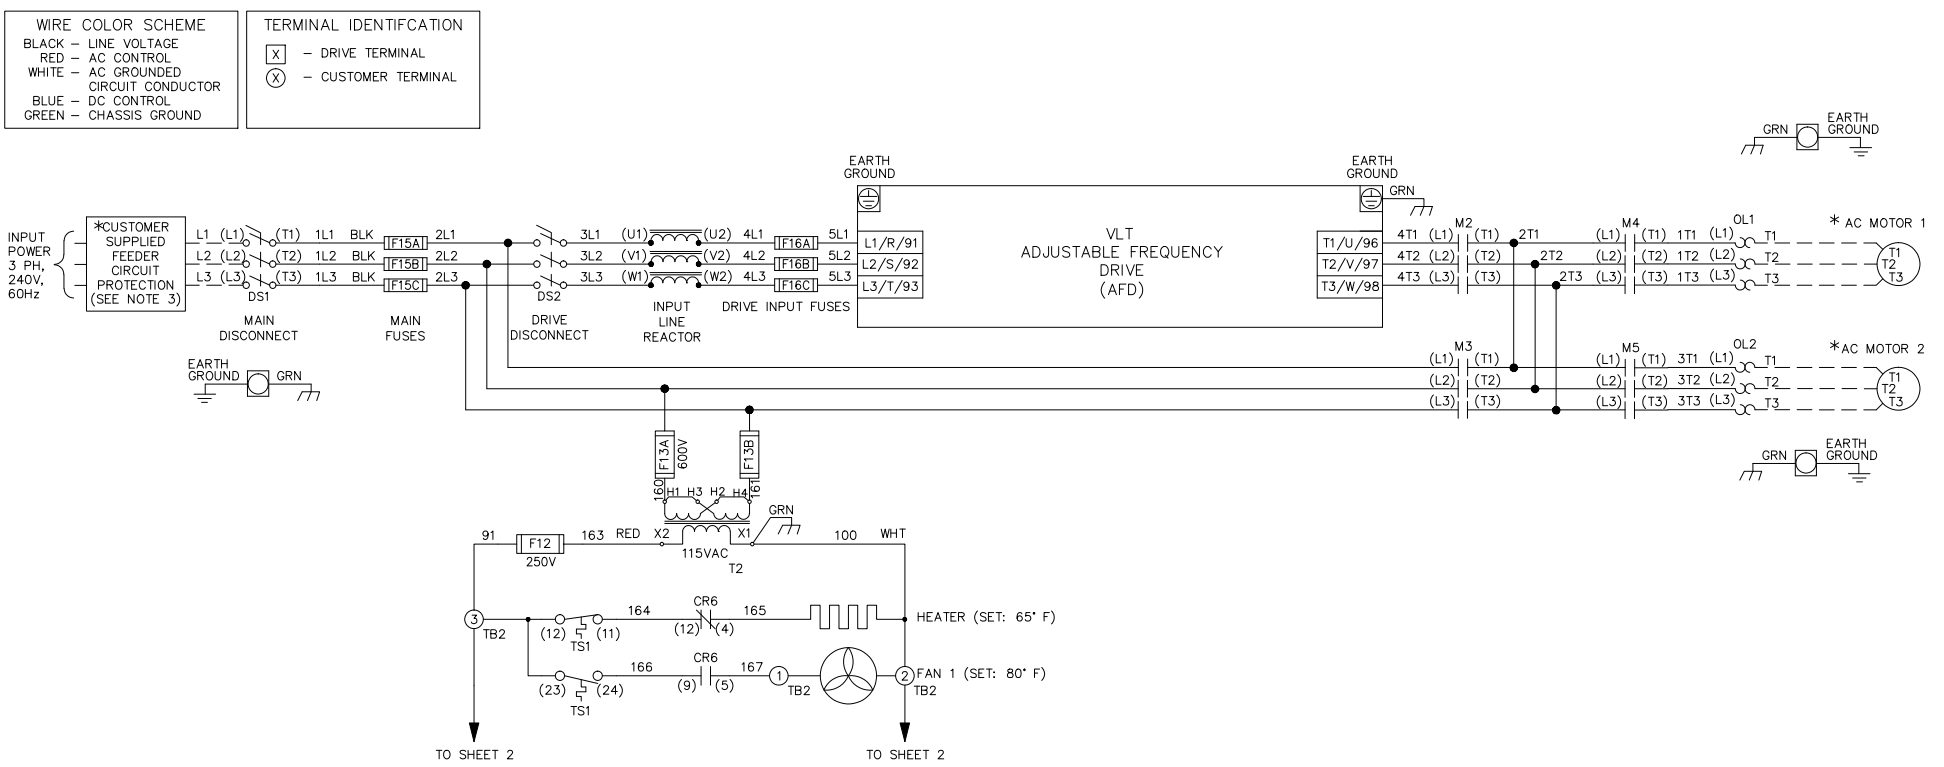 WIRE COLOR SCHEME
BLACK – LINE VOLTAGE
RED – AC CONTROL
WHITE – AC GROUNDED
CIRCUIT CONDUCTOR
BLUE – DC CONTROL
GREEN – CHASSIS GROUND
TERMINAL IDENTIFCATION
X – DRIVE TERMINAL
X – CUSTOMER TERMINAL
GRN
EARTH
GROUND
EARTH
GROUND
EARTH
GROUND
GRN
INPUT
POWER
3 PH,
240V,
60Hz
*CUSTOMER
SUPPLIED
FEEDER
CIRCUIT
PROTECTION
(SEE NOTE 3)
L1 (L1) (T1) 1L1 BLK F15A 2L1 3L1 (U1) (U2) 4L1 F16A 5L1 L1/R/91
L2 (L2) (T2) 1L2 BLK F15B 2L2 3L2 (V1) (V2) 4L2 F16B 5L2 L2/S/92
L3 (L3) (T3) 1L3 BLK F15C 2L3 3L3 (W1) (W2) 4L3 F16C 5L3 L3/T/93
DS1
MAIN
DISCONNECT
MAIN
FUSES
DS2
DRIVE
DISCONNECT
INPUT
LINE
REACTOR
DRIVE INPUT FUSES
VLT
ADJUSTABLE FREQUENCY
DRIVE
(AFD)
M2 M4 OL1
* AC MOTOR 1
T1/U/96 4T1 (L1) (T1) 2T1 (L1) (T1) 1T1 (L1) T1 T1
T2/V/97 4T2 (L2) (T2) 2T2 (L2) (T2) 1T2 (L2) T2 T2
T3/W/98 4T3 (L3) (T3) 2T3 (L3) (T3) 1T3 (L3) T3 T3
M3 M5 OL2
*AC MOTOR 2
(L1) (T1) (L1) (T1) 3T1 (L1) T1 T1
(L2) (T2) (L2) (T2) 3T2 (L2) T2 T2
(L3) (T3) (L3) (T3) 3T3 (L3) T3 T3
EARTH
GROUND
GRN
GRN
EARTH
GROUND
F13A
600V
F13B
160
161
H1 H3 H2 H4
GRN
91 F12 163 RED X2 X1 100 WHT
250V
115VAC
T2
3
TB2
(12) (11)
TS1
164
CR6
(12) (4)
165
HEATER (SET: 65° F)
(23) (24)
TS1
166
CR6
(9) (5)
167
1
TB2
2
TB2
FAN 1 (SET: 80° F)
TO SHEET 2
TO SHEET 2